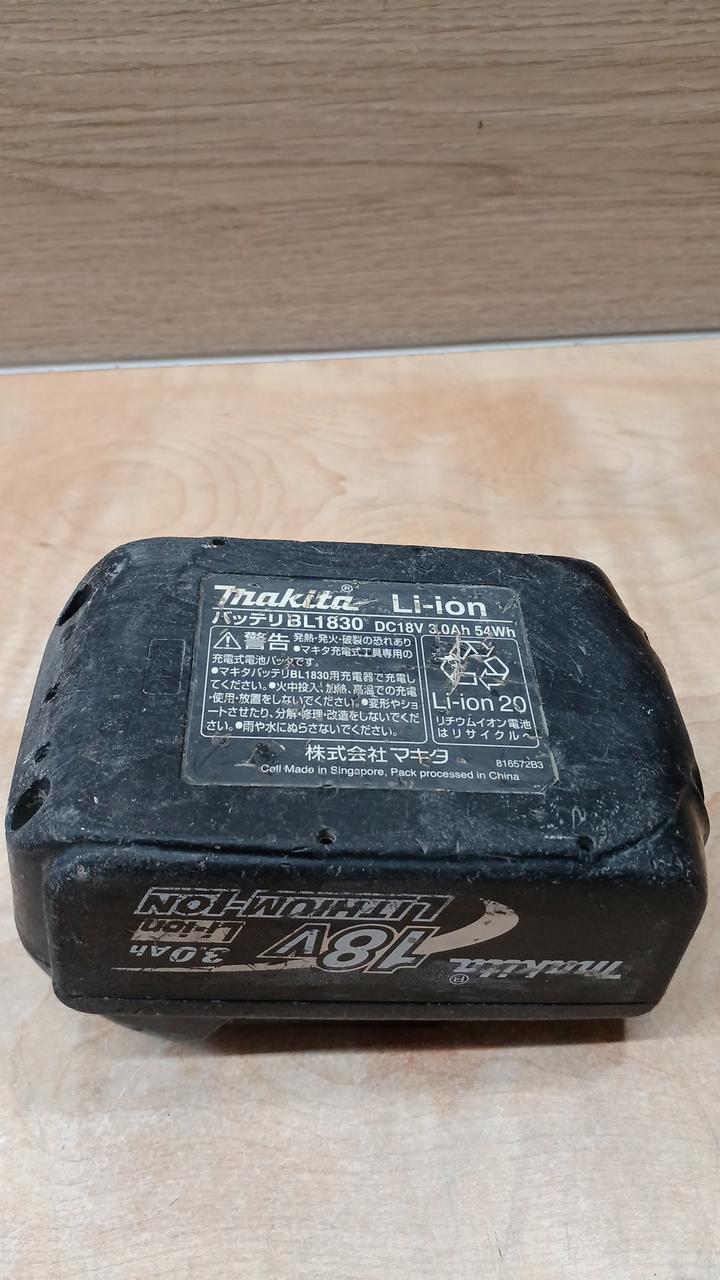 Makita® Li-ion
バッテリBL1830 DC18V 3.0Ah 54Wh
警告 発熱・発火・破裂の恐れあり
●マキタ充電式工具専用の
充電式電池パックです。
●マキタバッテリBL1830用充電器で充電し
てください。●火中投入、加熱、高温での充電
・使用・放置をしないでください。●変形やショ
ートさせたり、分解・修理・改造をしないでくだ
さい。●雨や水にぬらさないでください。
Li-ion 20
リチウムイオン電池
はリサイクルへ
株式会社マキタ
816572B3
Cell Made in Singapore, Pack processed in China
makita®
18V
LITHIUM-ION
Li-ion
3.0Ah